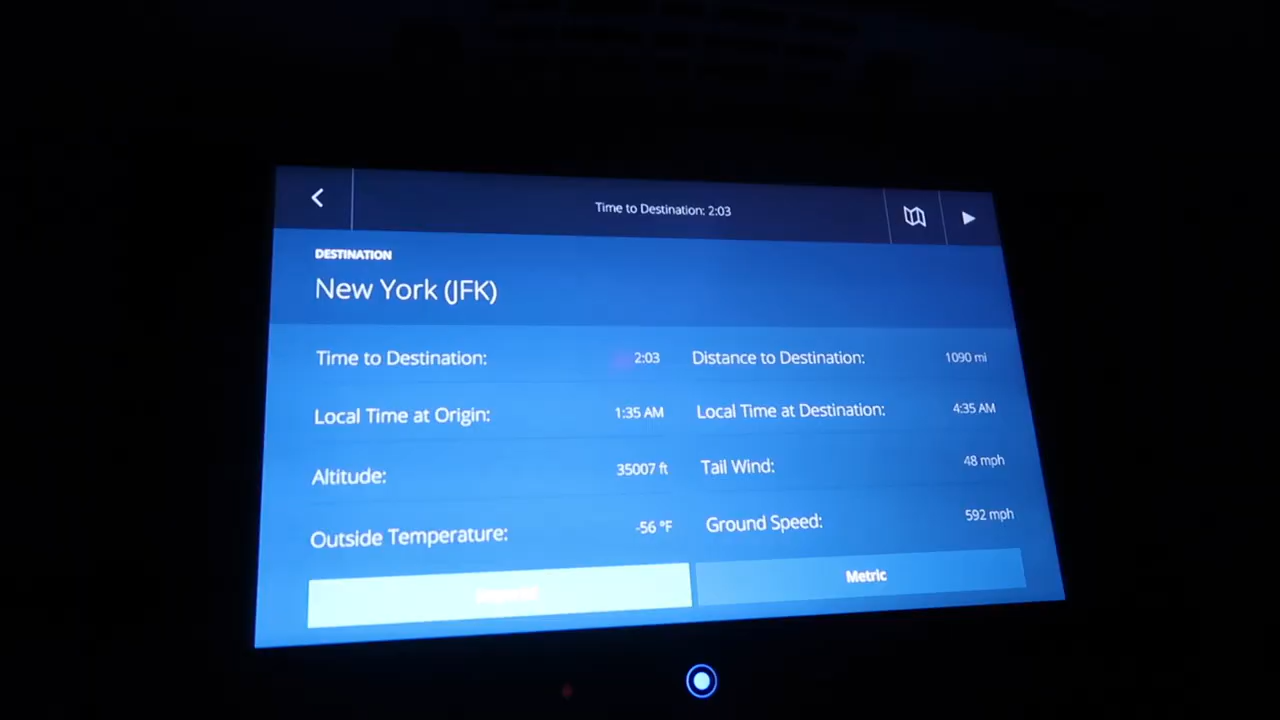 Time to Destination: 2:03
DESTINATION
New York (JFK)
Time to Destination: 2:03 Distance to Destination: 1090 mi
Local Time at Origin: 1:35 AM Local Time at Destination: 4:35 AM
Altitude: 35007 ft Tail Wind: 48 mph
Outside Temperature: -56 °F Ground Speed: 592 mph
Metric